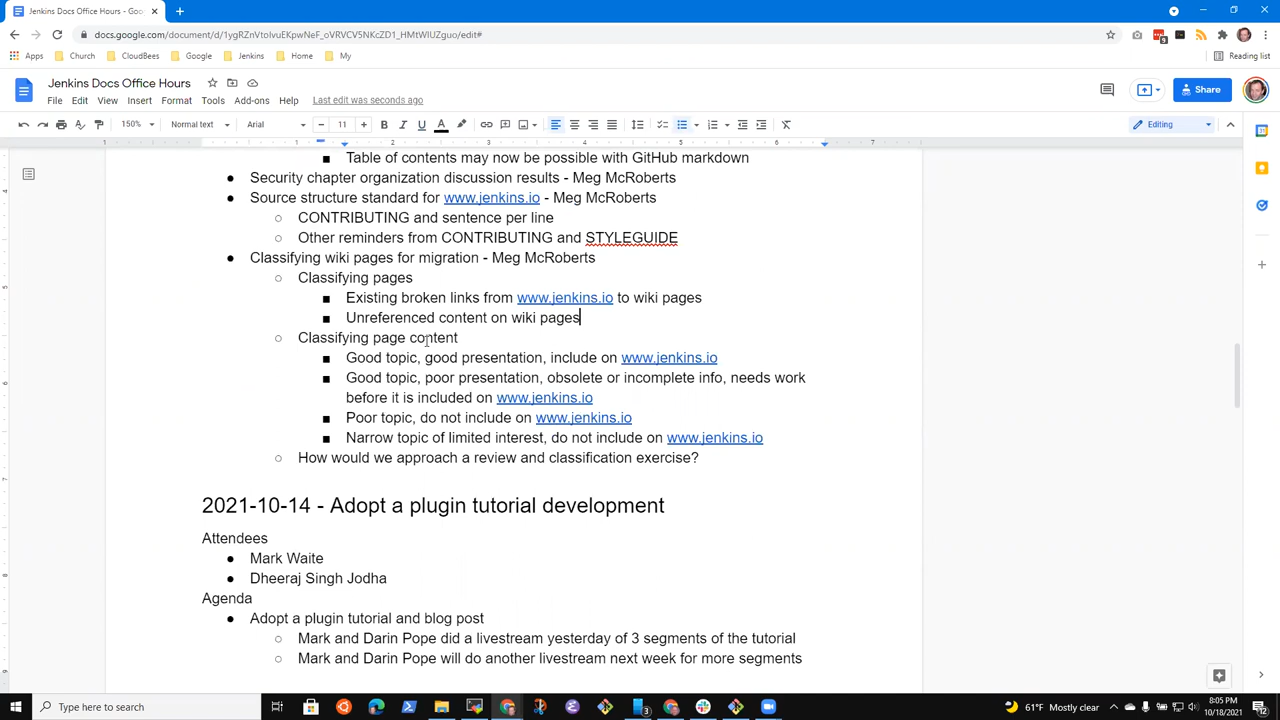 Jenkins Docs Office Hours - Goo
docs.google.com/document/d/1ygRZnVtoIvuEKpwNeF_oVRVCV5NKcZD1_HMtWIUZguo/edit#
Apps Church CloudBees Google Jenkins Home My Reading list
Jenkins Docs Office Hours
File Edit View Insert Format Tools Add-ons Help Last edit was seconds ago
Share
150% Normal text Arial 11 Editing
1 1 2 3 4 5 6 7
■ Table of contents may now be possible with GitHub markdown
● Security chapter organization discussion results - Meg McRoberts
● Source structure standard for www.jenkins.io - Meg McRoberts
○ CONTRIBUTING and sentence per line
○ Other reminders from CONTRIBUTING and STYLEGUIDE
● Classifying wiki pages for migration - Meg McRoberts
○ Classifying pages
■ Existing broken links from www.jenkins.io to wiki pages
■ Unreferenced content on wiki pages
○ Classifying page content
■ Good topic, good presentation, include on www.jenkins.io
■ Good topic, poor presentation, obsolete or incomplete info, needs work
before it is included on www.jenkins.io
■ Poor topic, do not include on www.jenkins.io
■ Narrow topic of limited interest, do not include on www.jenkins.io
○ How would we approach a review and classification exercise?
2021-10-14 - Adopt a plugin tutorial development
Attendees
● Mark Waite
● Dheeraj Singh Jodha
Agenda
● Adopt a plugin tutorial and blog post
○ Mark and Darin Pope did a livestream yesterday of 3 segments of the tutorial
○ Mark and Darin Pope will do another livestream next week for more segments
Type here to search
61°F Mostly clear
8:05 PM
10/18/2021